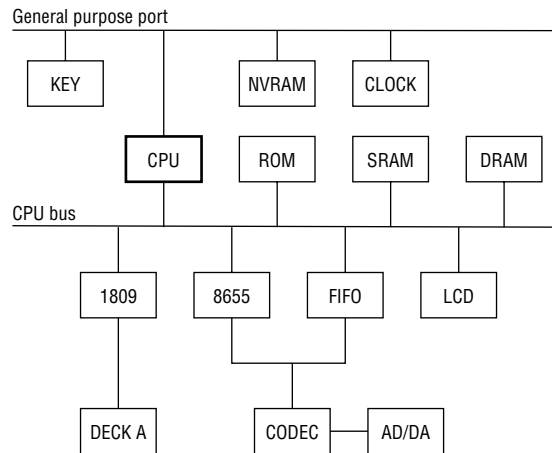 General purpose port
KEY
NVRAM
CLOCK
CPU
ROM
SRAM
DRAM
CPU bus
1809
8655
FIFO
LCD
DECK A
CODEC
AD/DA